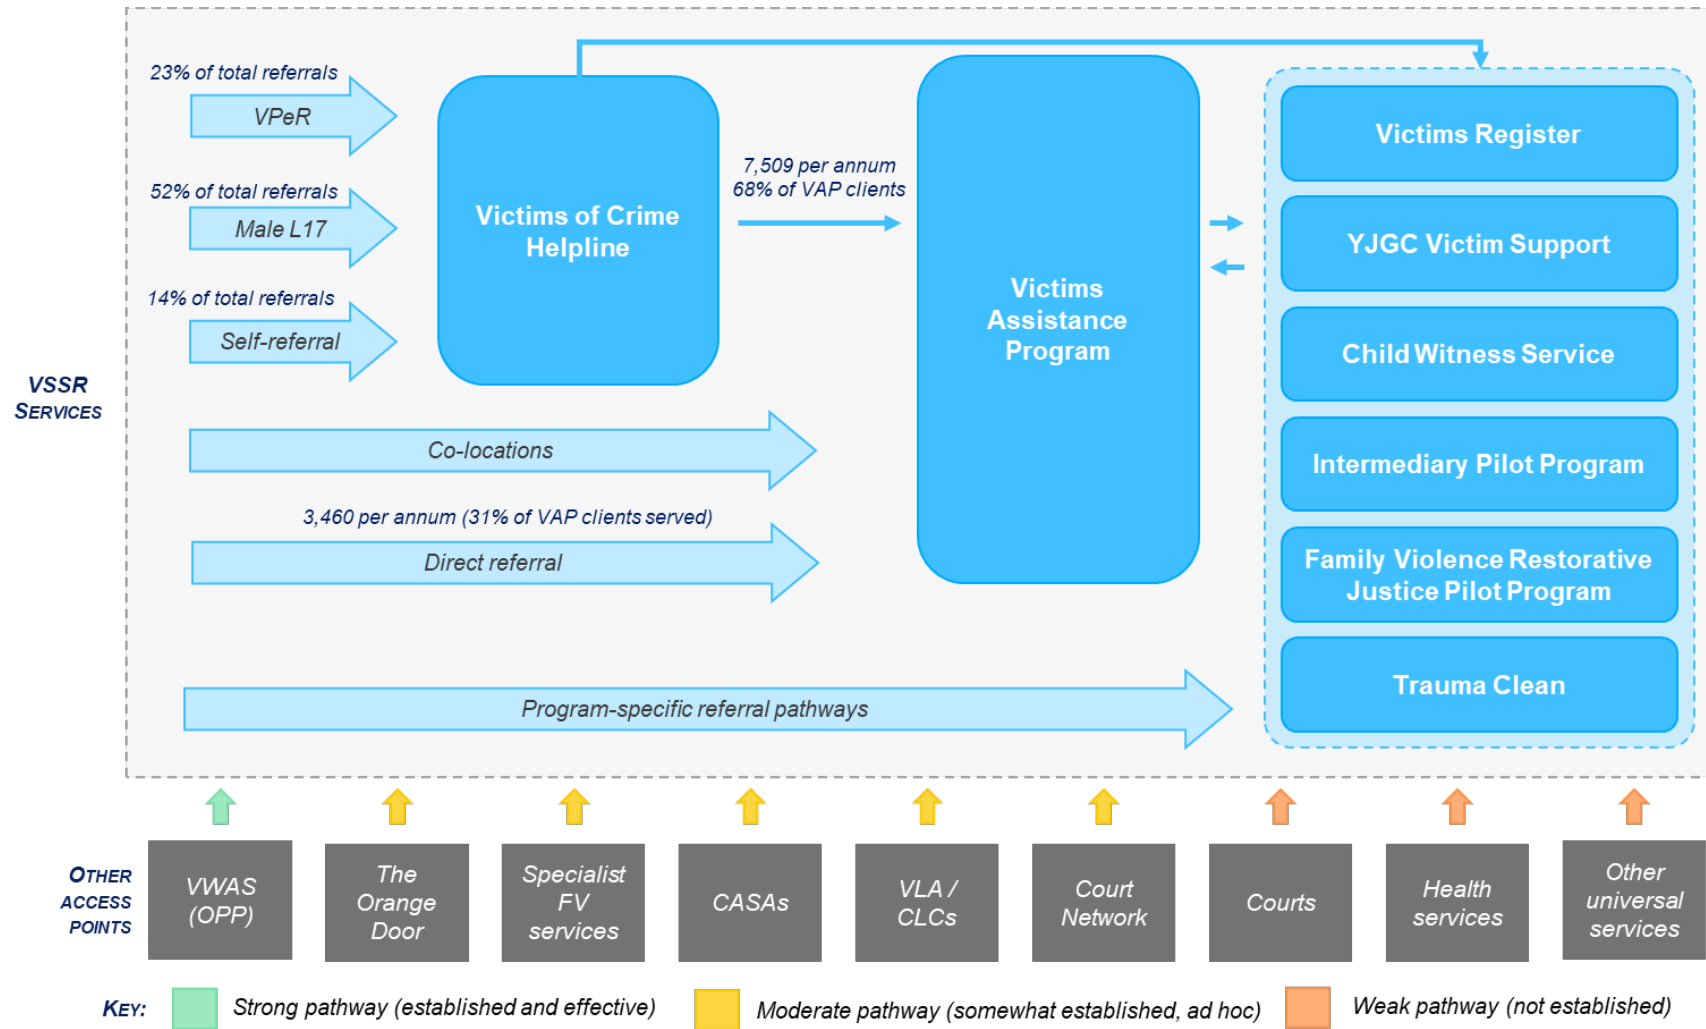 23% of total referrals
VPeR
52% of total referrals
Male L17
14% of total referrals
Self-referral
Victims of Crime
Helpline
7,509 per annum
68% of VAP clients
Victims
Assistance
Program
Victims Register
YJGC Victim Support
Child Witness Service
Intermediary Pilot Program
Family Violence Restorative
Justice Pilot Program
Trauma Clean
VSSR
SERVICES
Co-locations
3,460 per annum (31% of VAP clients served)
Direct referral
Program-specific referral pathways
OTHER
ACCESS
POINTS
VWAS
(OPP)
The
Orange
Door
Specialist
FV
services
CASAs
VLA /
CLCs
Court
Network
Courts
Health
services
Other
universal
services
KEY:
Strong pathway (established and effective)
Moderate pathway (somewhat established, ad hoc)
Weak pathway (not established)